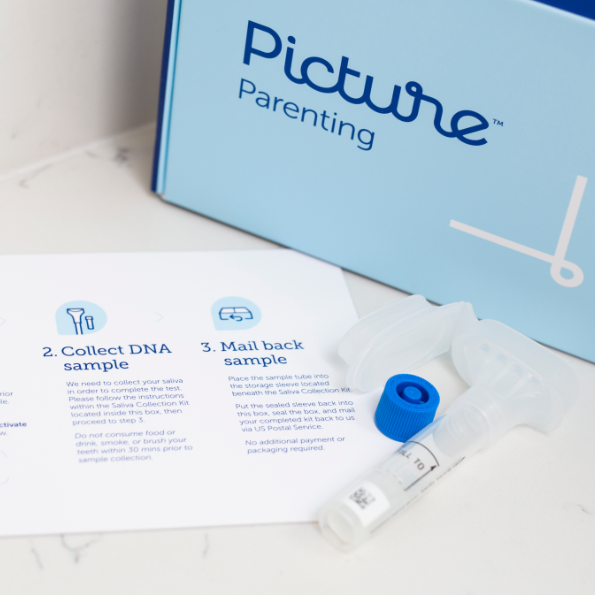 Picture™
Parenting
2. Collect DNA
sample
We need to collect your saliva
in order to complete the test.
Please follow the instructions
within the Saliva Collection Kit
located inside this box, then
proceed to step 3.
Do not consume food or
drink, smoke, or brush your
teeth within 30 mins prior to
sample collection.
3. Mail back
sample
Place the sample tube into
the storage sleeve located
beneath the Saliva Collection Kit.
Put the sealed sleeve back into
this box, seal the box, and mail
your completed kit back to us
via US Postal Service.
No additional payment or
packaging required.
TO